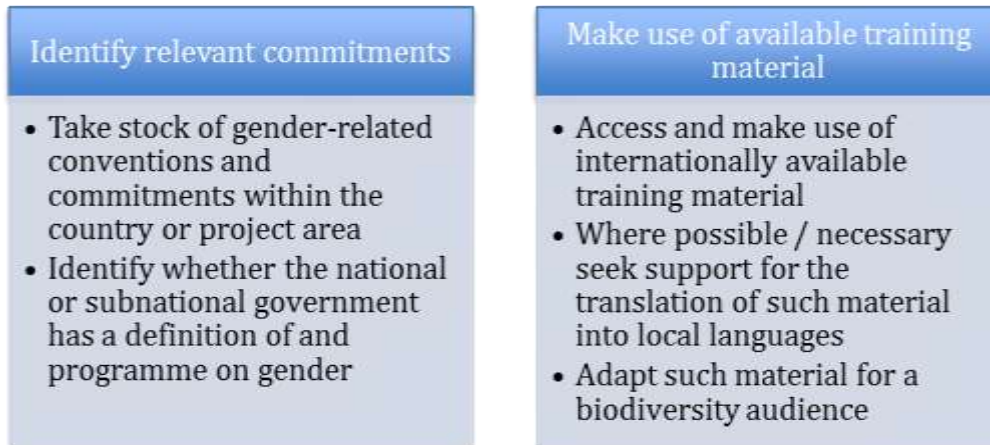 Identify relevant commitments
• Take stock of gender-related
conventions and
commitments within the
country or project area
• Identify whether the national
or subnational government
has a definition of and
programme on gender
Make use of available training
material
• Access and make use of
internationally available
training material
• Where possible / necessary
seek support for the
translation of such material
into local languages
• Adapt such material for a
biodiversity audience